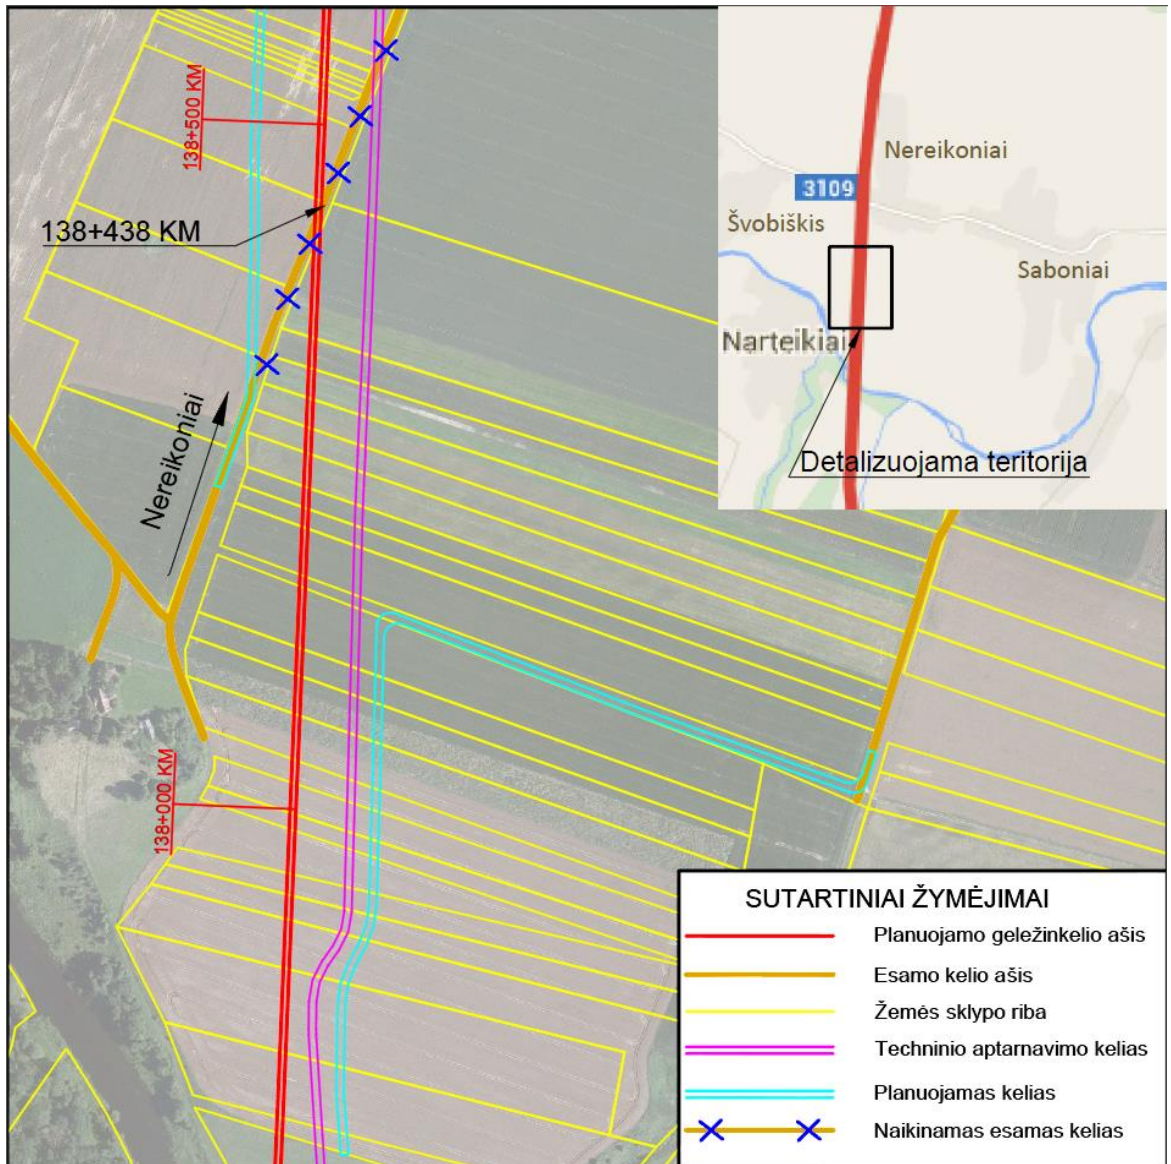 138+500 KM
138+438 KM
Nereikoniai
138+000 KM
Nereikoniai
3109
Švobiškis
Saboniai
Narteikiai
Detalizuojama teritorija
SUTARTINIAI ŽYMĖJIMAI
Planuojamo geležinkelio ašis
Esamo kelio ašis
Žemės sklypo riba
Techninio aptarnavimo kelias
Planuojamas kelias
Naikinamas esamas kelias